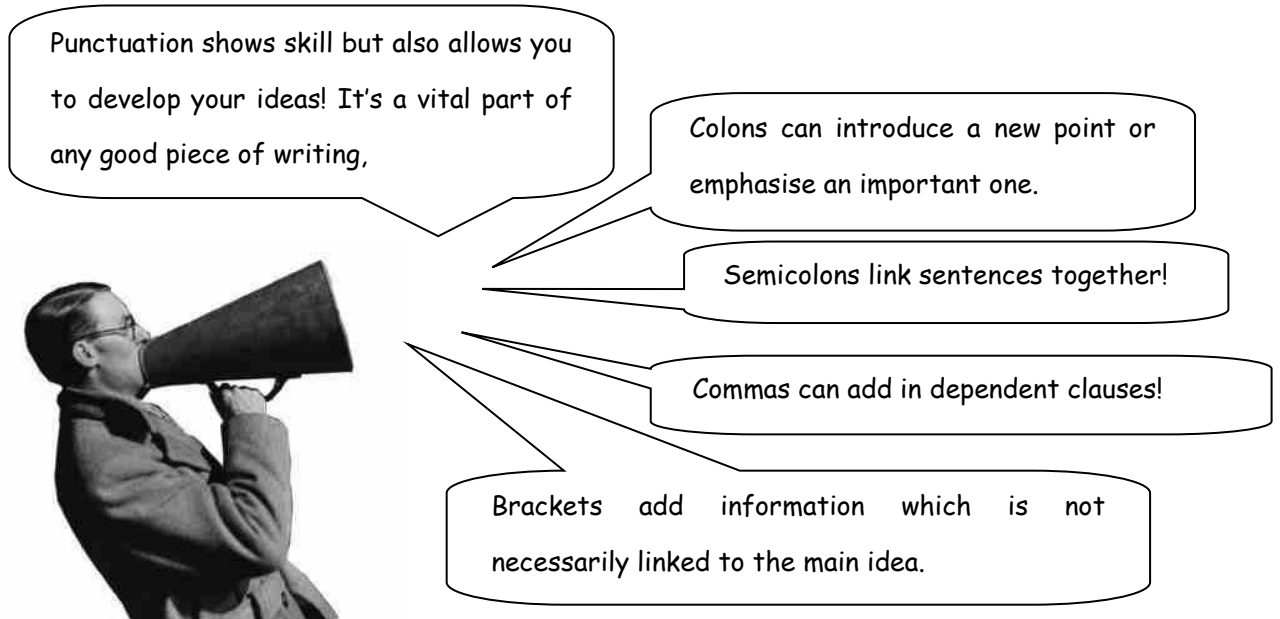 Punctuation shows skill but also allows you
to develop your ideas! It's a vital part of
any good piece of writing,
Colons can introduce a new point or
emphasise an important one.
Semicolons link sentences together!
Commas can add in dependent clauses!
Brackets add information which is not
necessarily linked to the main idea.